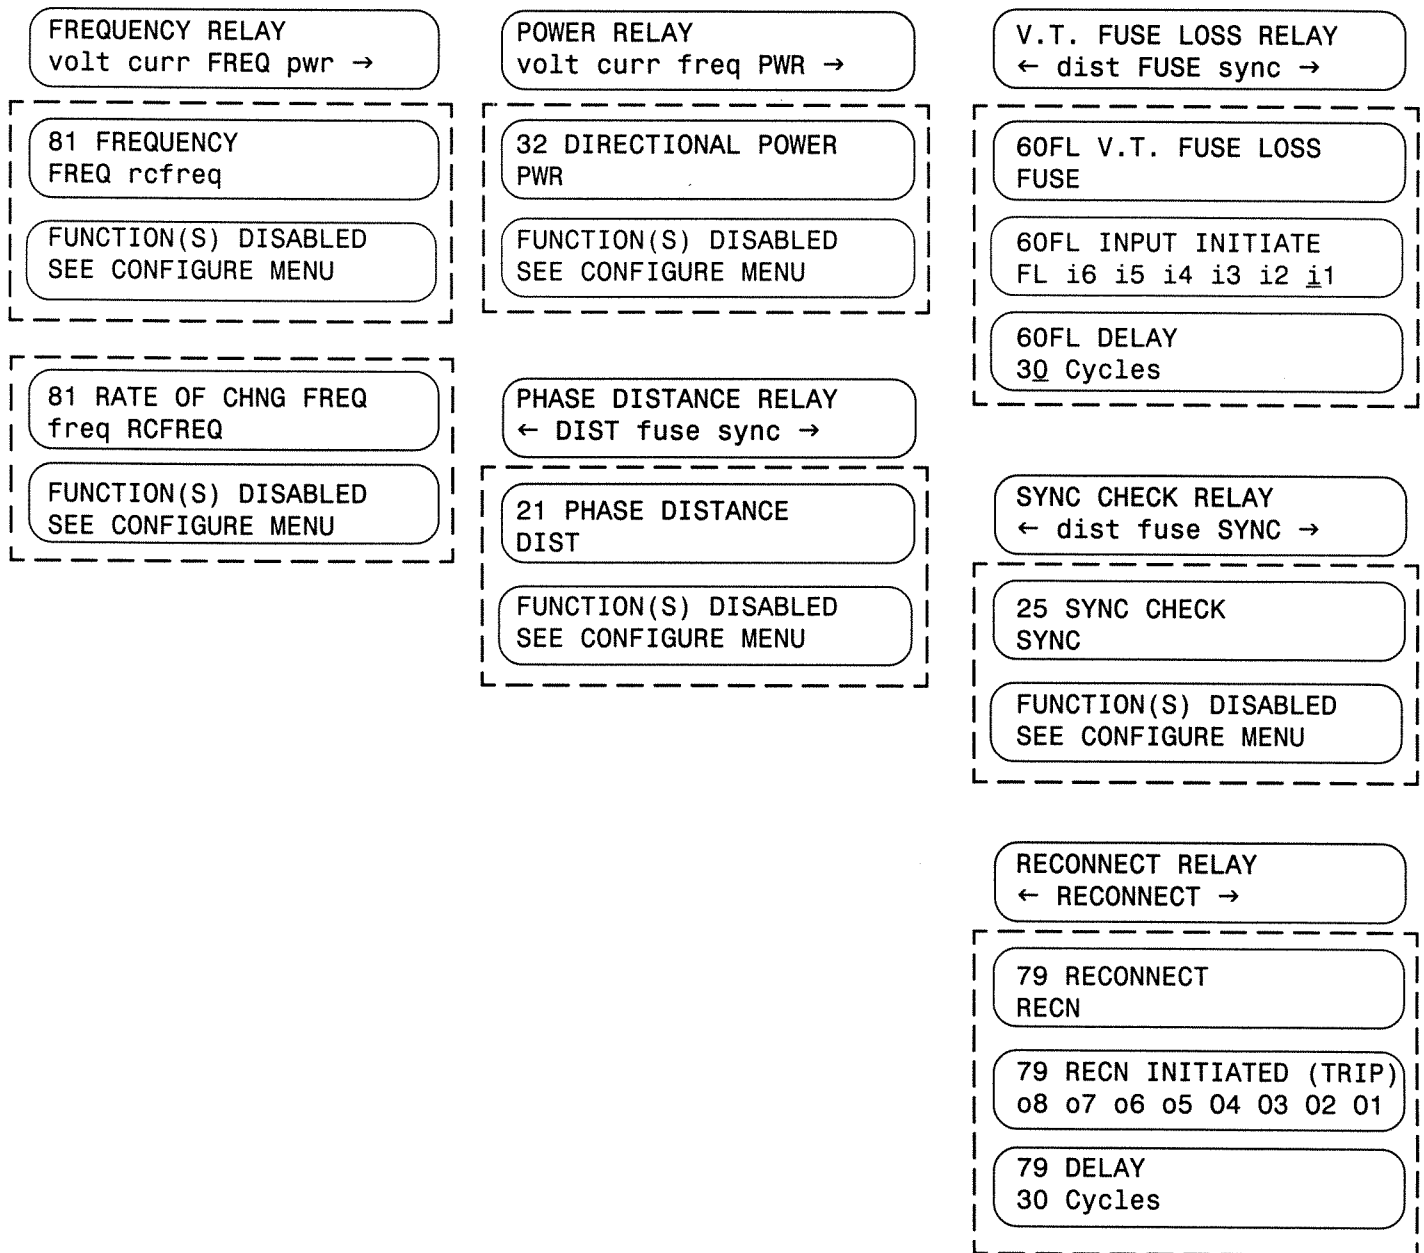 FREQUENCY RELAY
volt curr FREQ pwr →
81 FREQUENCY
FREQ rcfreq
FUNCTION(S) DISABLED
SEE CONFIGURE MENU
81 RATE OF CHNG FREQ
freq RCFREQ
FUNCTION(S) DISABLED
SEE CONFIGURE MENU
POWER RELAY
volt curr freq PWR →
32 DIRECTIONAL POWER
PWR
FUNCTION(S) DISABLED
SEE CONFIGURE MENU
PHASE DISTANCE RELAY
← DIST fuse sync →
21 PHASE DISTANCE
DIST
FUNCTION(S) DISABLED
SEE CONFIGURE MENU
V.T. FUSE LOSS RELAY
← dist FUSE sync →
60FL V.T. FUSE LOSS
FUSE
60FL INPUT INITIATE
FL i6 i5 i4 i3 i2 i1
60FL DELAY
30 Cycles
SYNC CHECK RELAY
← dist fuse SYNC →
25 SYNC CHECK
SYNC
FUNCTION(S) DISABLED
SEE CONFIGURE MENU
RECONNECT RELAY
← RECONNECT →
79 RECONNECT
RECN
79 RECN INITIATED (TRIP)
o8 o7 o6 o5 O4 O3 O2 O1
79 DELAY
30 Cycles